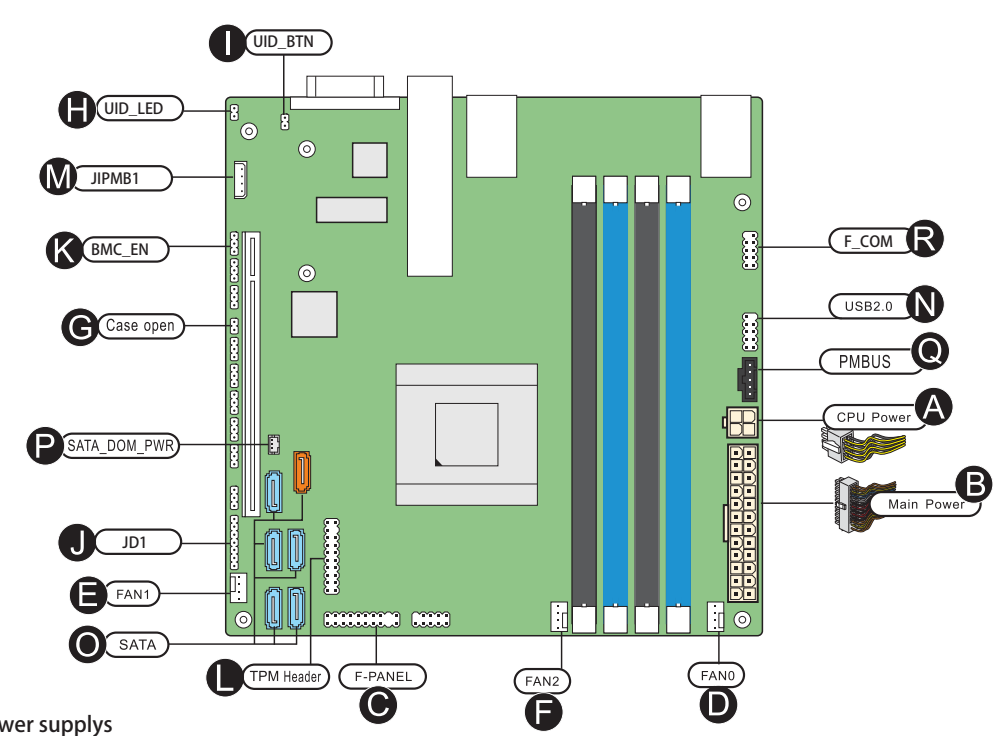 I UID_BTN
H UID_LED
M JIPMB1
K BMC_EN
R F_COM
N USB2.0
G Case open
Q PMBUS
A CPU Power
P SATA_DOM_PWR
B Main Power
J JD1
E FAN1
O SATA
L TPM Header
F-PANEL
C
FAN2
F
FAN0
D
wer supplys